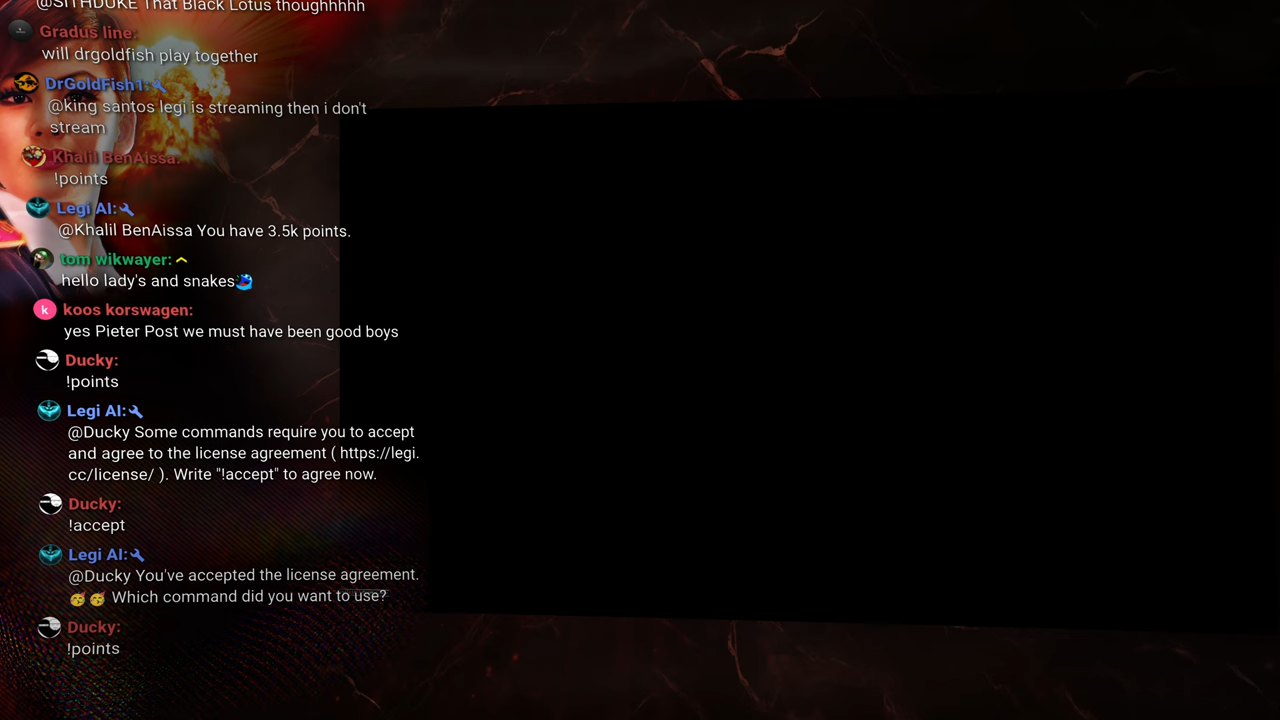 @SITHDUKE That Black Lotus thoughhhhh
Gradus line:
will drgoldfish play together
DrGoldFish1:
@king santos legi is streaming then i don't
stream
Khalil BenAissa:
!points
Legi AI:
@Khalil BenAissa You have 3.5k points.
tom wikwayer:
hello lady's and snakes
koos korswagen:
k
yes Pieter Post we must have been good boys
Ducky:
!points
Legi AI:
@Ducky Some commands require you to accept
and agree to the license agreement ( https://legi.
cc/license/ ). Write "!accept" to agree now.
Ducky:
!accept
Legi AI:
@Ducky You've accepted the license agreement.
🥳🥳 Which command did you want to use?
Ducky:
!points